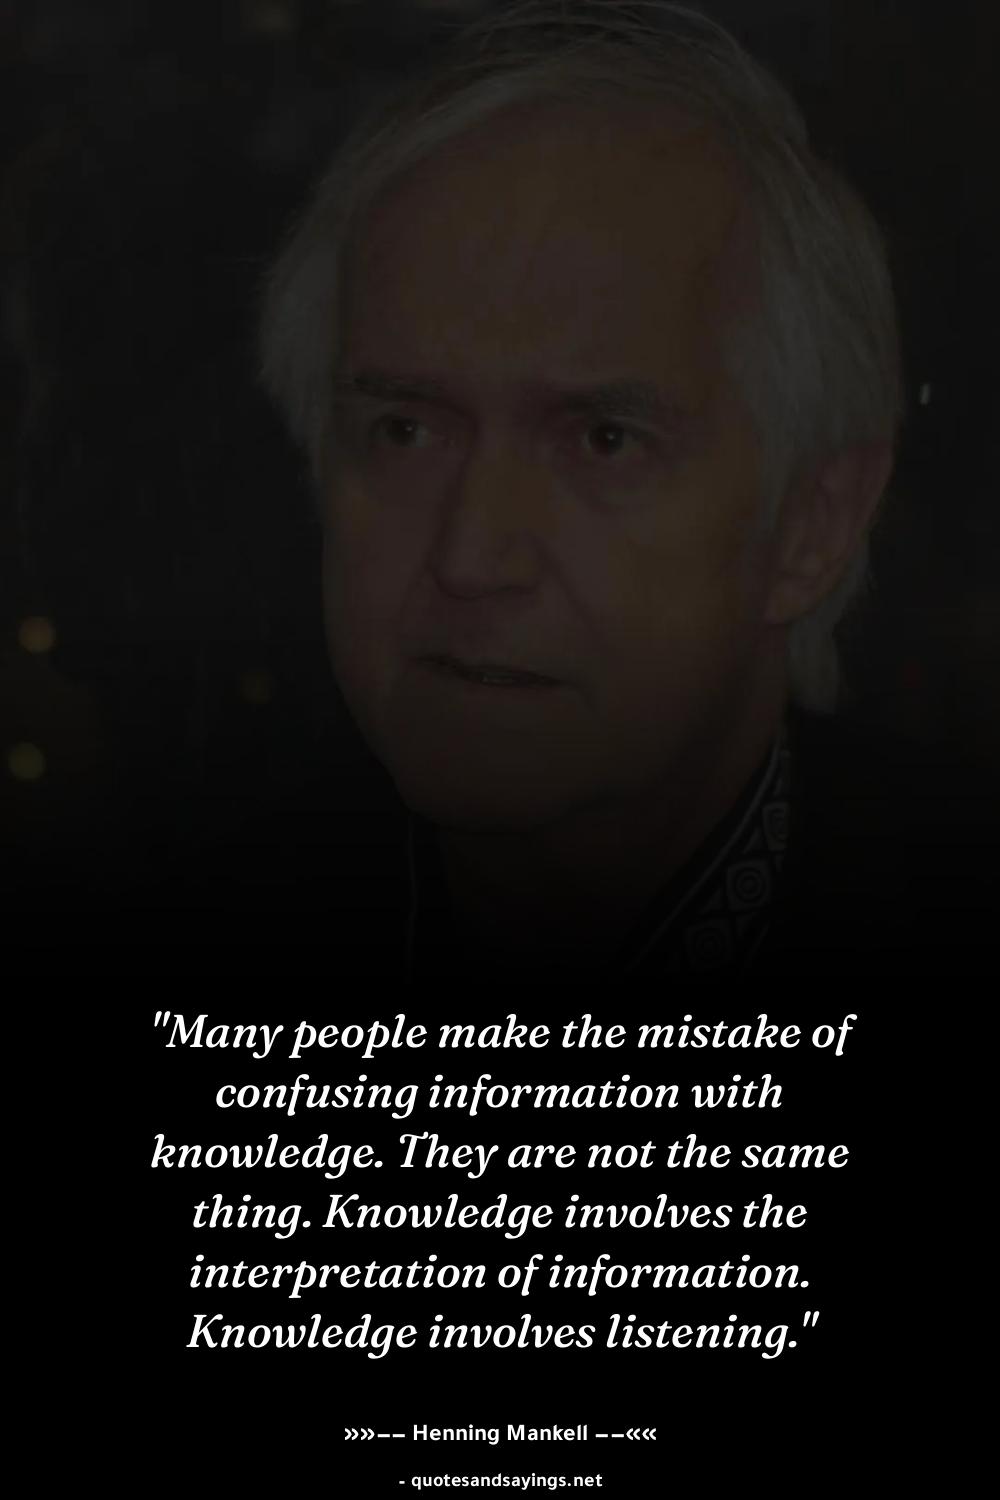 "Many people make the mistake of
confusing information with
knowledge. They are not the same
thing. Knowledge involves the
interpretation of information.
Knowledge involves listening."
»»–– Henning Mankell ––««
- quotesandsayings.net